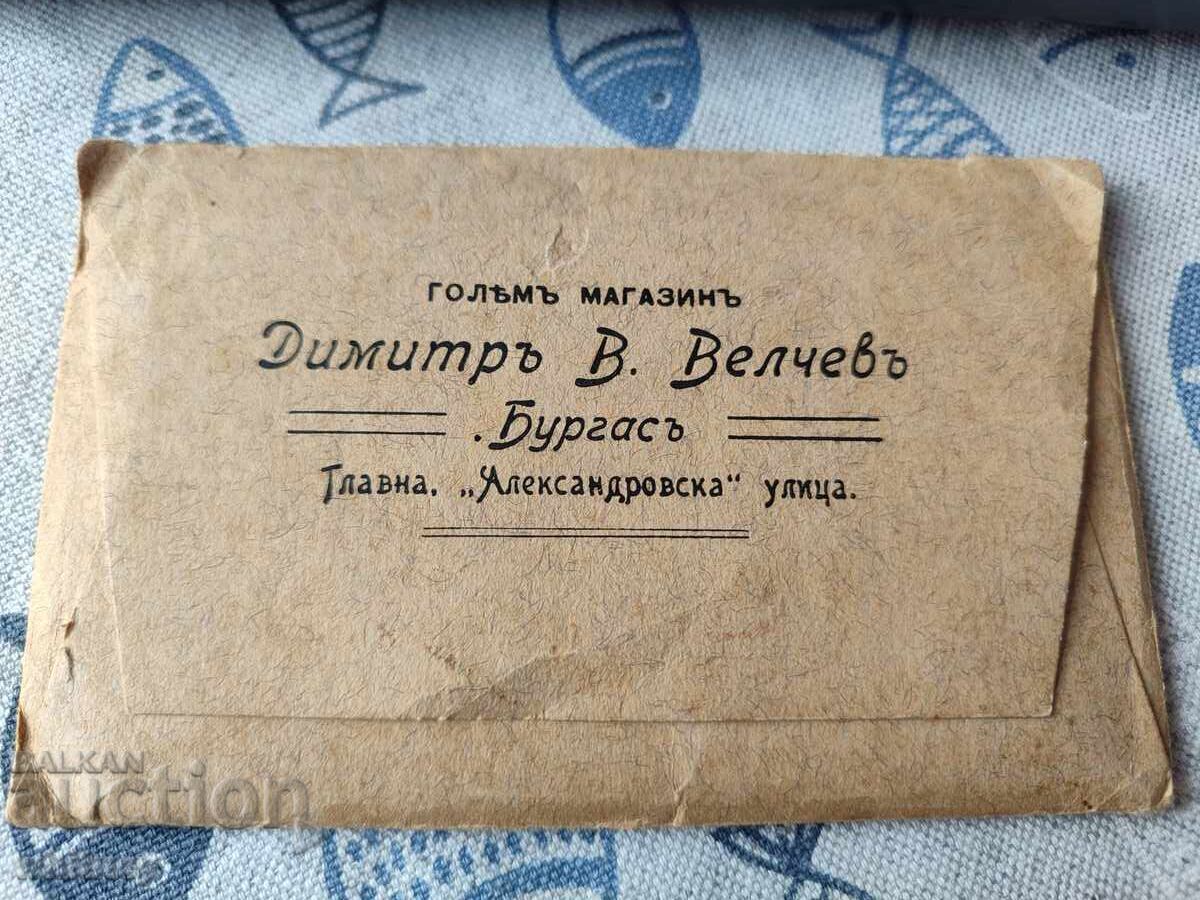 ГОЛѢМЪ МАГАЗИНЪ
Димитръ В. Велчевъ
.Бургасъ
Главна, „Александровска“ улица.
BALKAN
auction